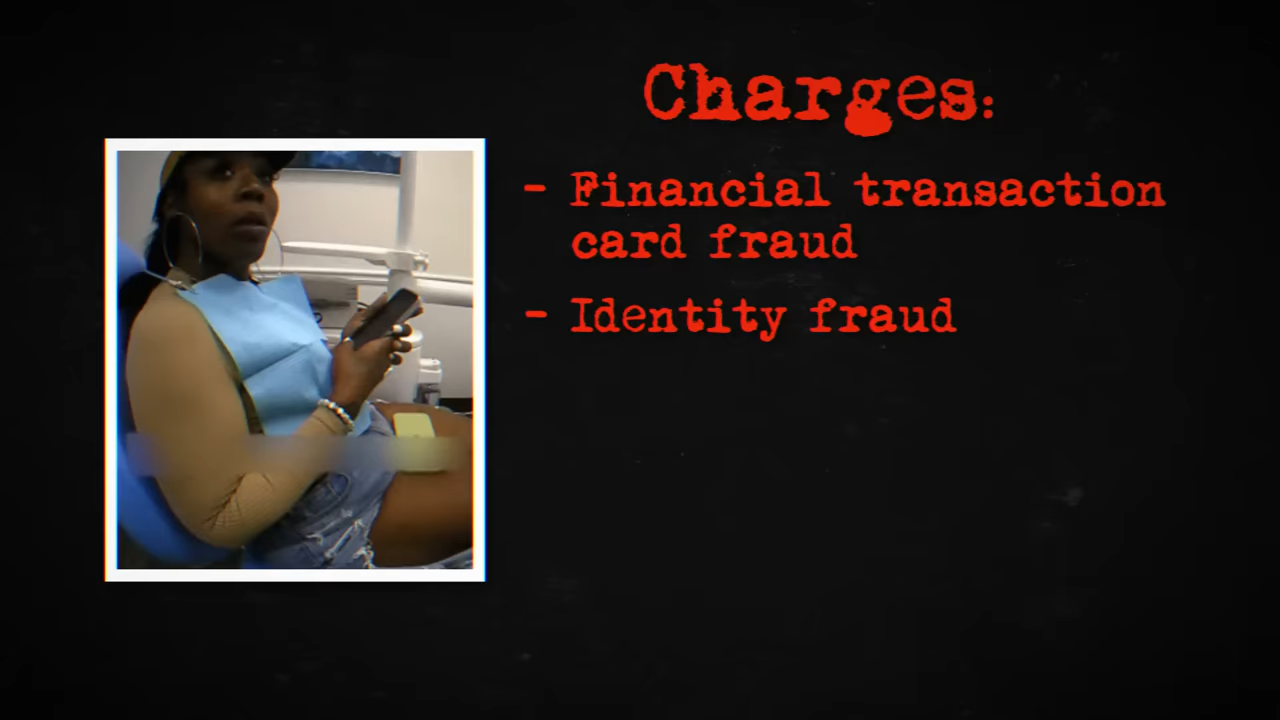 Charges:
- Financial transaction
card fraud
- Identity fraud